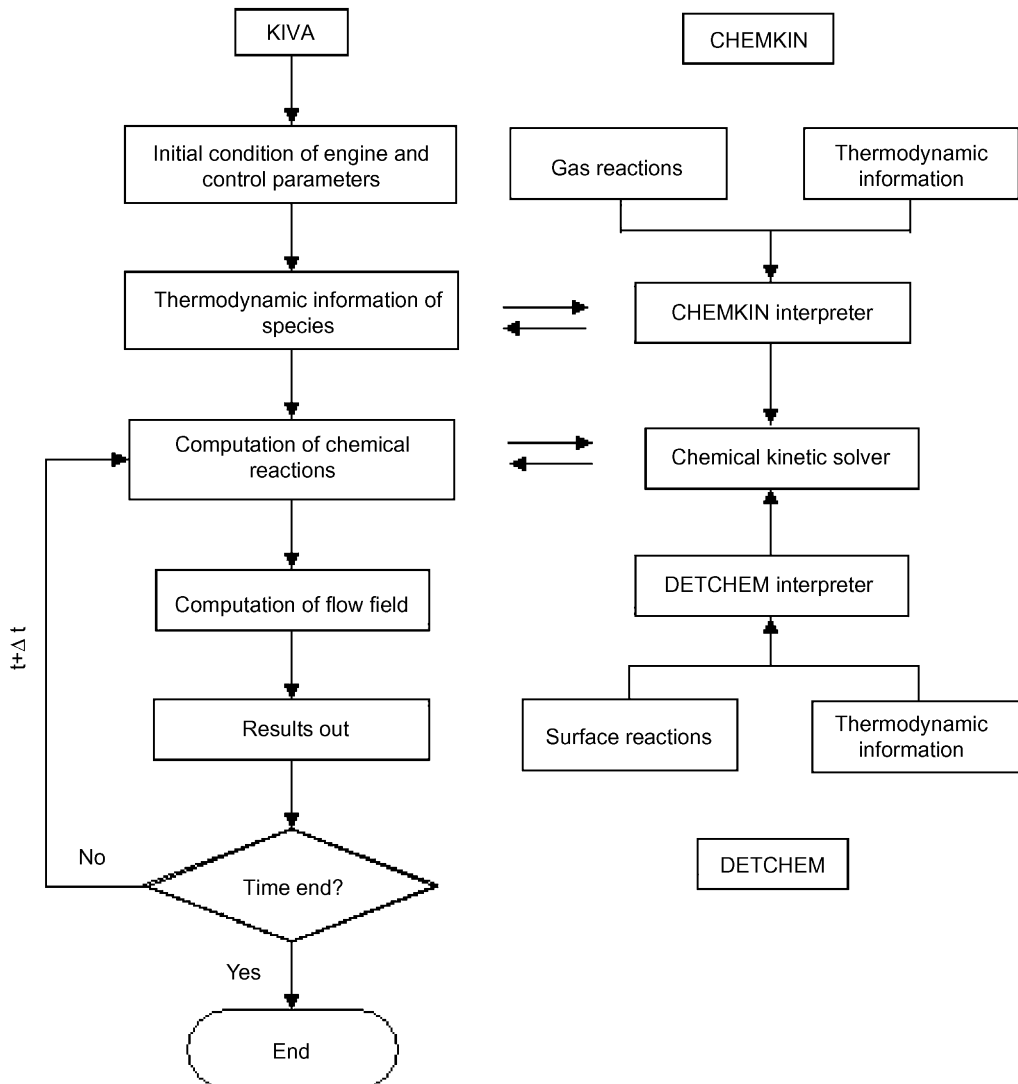 KIVA
CHEMKIN
Initial condition of engine and
control parameters
Gas reactions
Thermodynamic
information
Thermodynamic information of
species
CHEMKIN interpreter
Computation of chemical
reactions
Chemical kinetic solver
Computation of flow field
DETCHEM interpreter
t+Δ t
Results out
Surface reactions
Thermodynamic
information
No
Time end?
DETCHEM
Yes
End